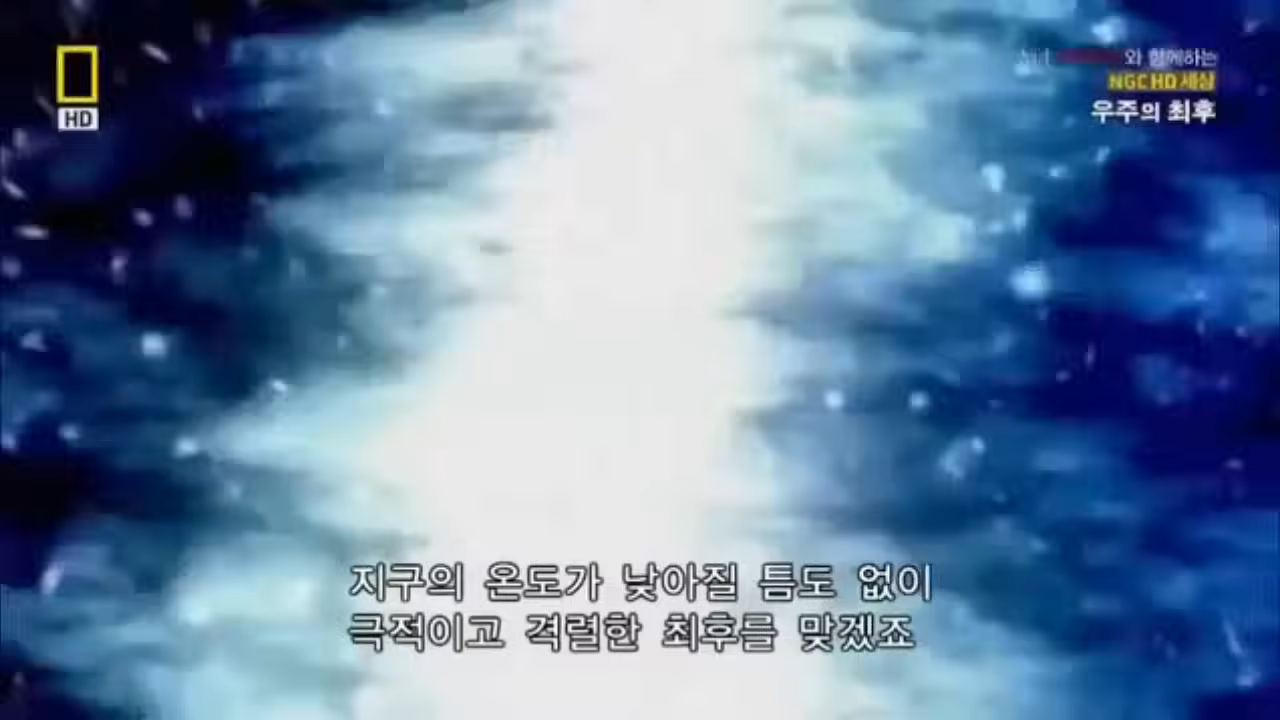 HD
와 함께하는
NGC HD 세상
우주의 최후
지구의 온도가 낮아질 틈도 없이
극적이고 격렬한 최후를 맞겠죠